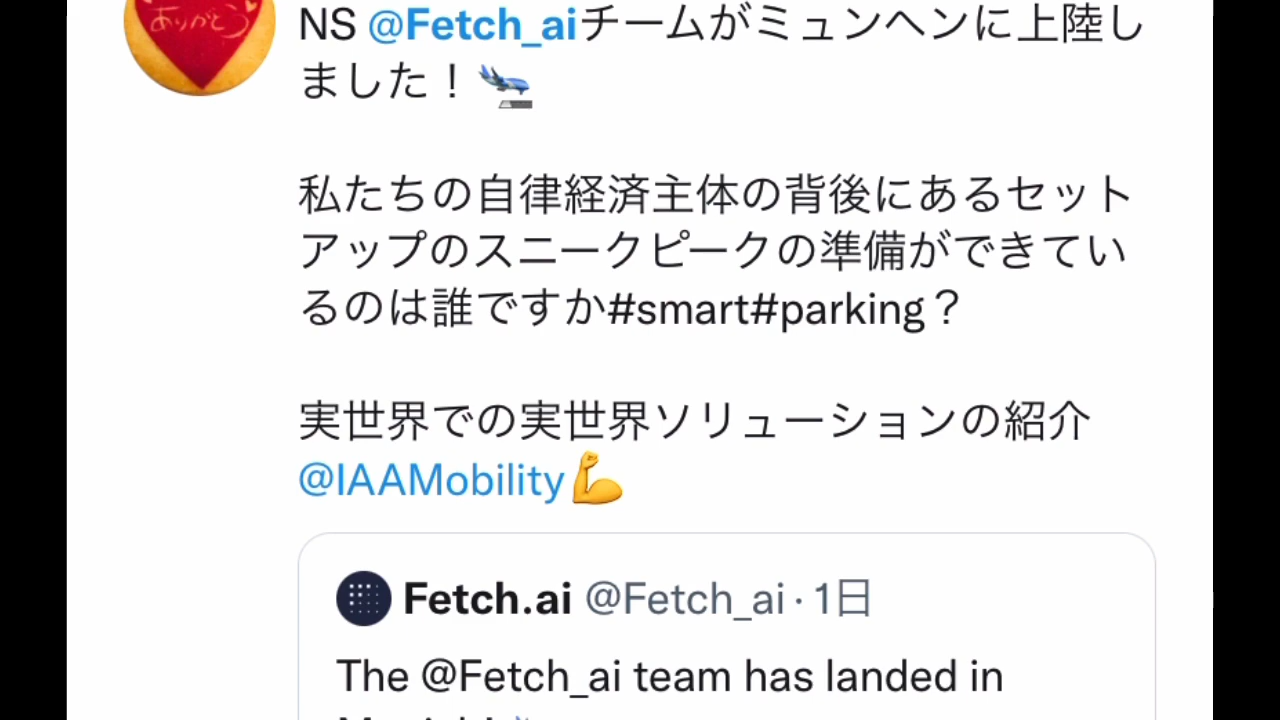 ありがとう
NS @Fetch_aiチームがミュンヘンに上陸し
ました！🛬
私たちの自律経済主体の背後にあるセット
アップのスニークピークの準備ができてい
るのは誰ですか#smart#parking？
実世界での実世界ソリューションの紹介
@IAAMobility💪
Fetch.ai @Fetch_ai · 1日
The @Fetch_ai team has landed in